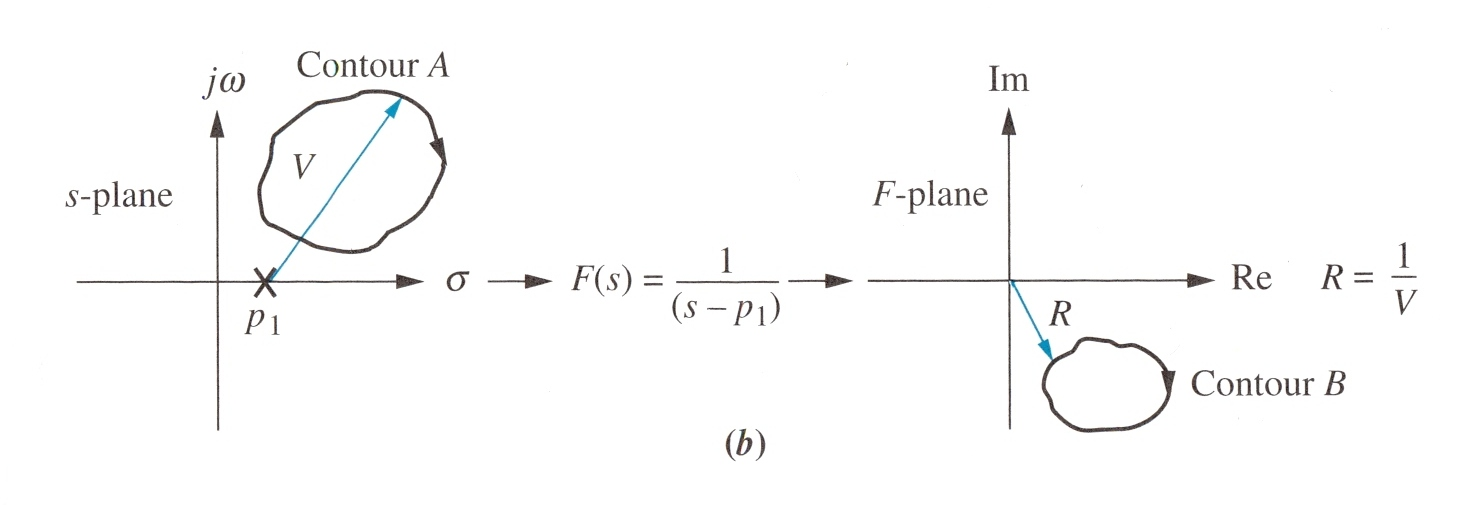 Contour A
jω
V
s-plane
σ
p1
F(s) = 1/(s – p1)
Im
F-plane
Re
R = 1/V
R
Contour B
(b)